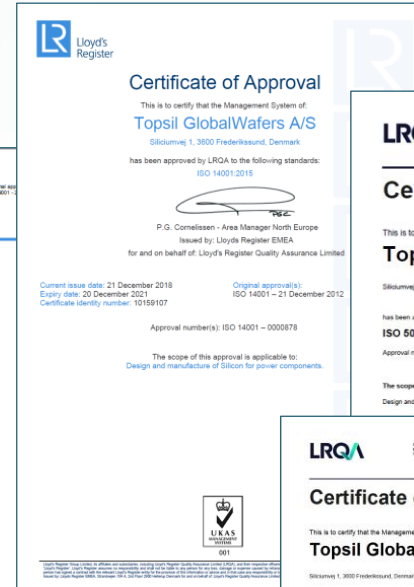 Lloyd's
Register
Certificate of Approval
This is to certify that the Management System of:
Topsil GlobalWafers A/S
Siliciumvej 1, 3600 Frederikssund, Denmark
has been approved by LRQA to the following standards:
ISO 14001:2015
P.G. Cornelissen - Area Manager North Europe
Issued by: Lloyds Register EMEA
for and on behalf of: Lloyd's Register Quality Assurance Limited
Current issue date: 21 December 2018
Expiry date: 20 December 2021
Certificate identity number: 10159107
Original approval(s):
ISO 14001 – 21 December 2012
Approval number(s): ISO 14001 – 0000878
The scope of this approval is applicable to:
Design and manufacture of Silicon for power components.
UKAS
MANAGEMENT
SYSTEMS
001
LR
Ce
This is to
Top
Siliciumvej
has been a
ISO 50
Approval n
The scope
Design and
LRQA
Certificate
This is to certify that the Manageme
Topsil Globa
Siliciumvej 1, 3600 Frederikssund, Denmar